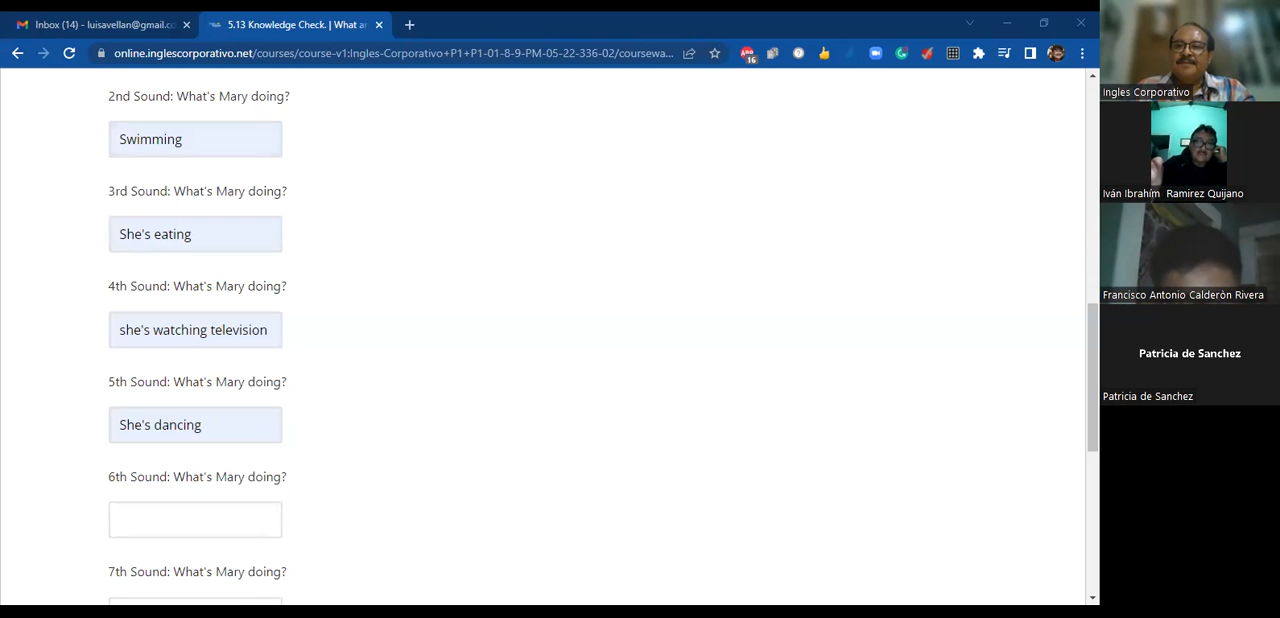 Inbox (14) - luisavellan@gmail.cc
5.13 Knowledge Check. | What ar
online.inglescorporativo.net/courses/course-v1:Ingles-Corporativo+P1+P1-01-8-9-PM-05-22-336-02/coursewa...
16
2nd Sound: What's Mary doing?
Swimming
3rd Sound: What's Mary doing?
She's eating
4th Sound: What's Mary doing?
she's watching television
5th Sound: What's Mary doing?
She's dancing
6th Sound: What's Mary doing?
7th Sound: What's Mary doing?
Ingles Corporativo
Iván Ibrahím Ramirez Quijano
Francisco Antonio Calderòn Rivera
Patricia de Sanchez
Patricia de Sanchez